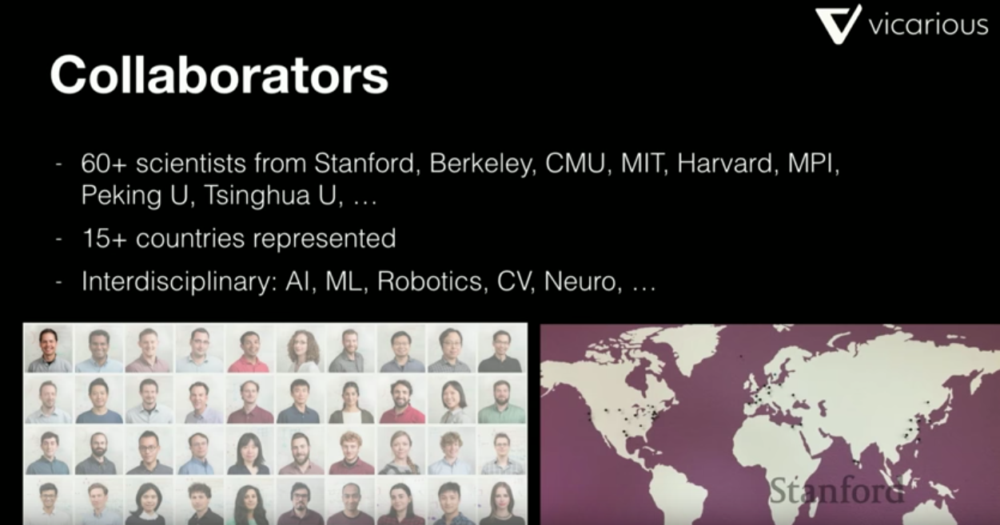 vicarious
Collaborators
- 60+ scientists from Stanford, Berkeley, CMU, MIT, Harvard, MPI,
Peking U, Tsinghua U, …
- 15+ countries represented
- Interdisciplinary: AI, ML, Robotics, CV, Neuro, …
Stanford